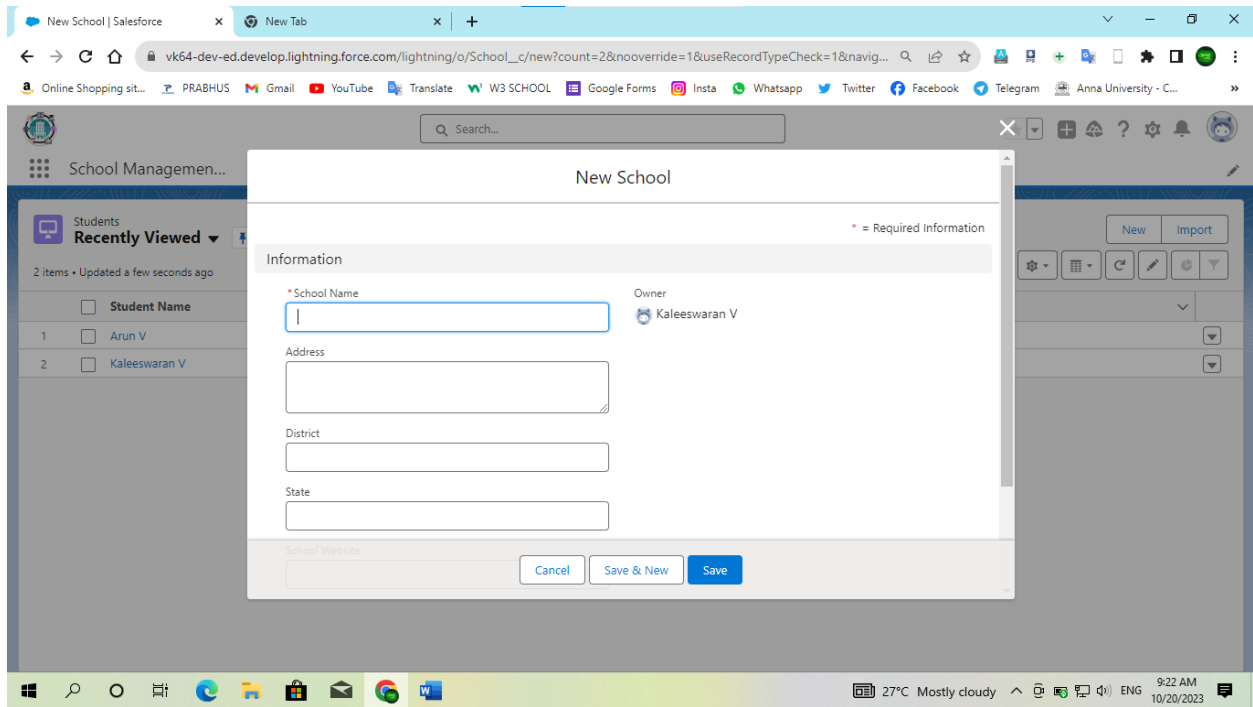 New School | Salesforce
New Tab
vk64-dev-ed.develop.lightning.force.com/lightning/o/School__c/new?count=2&nooverride=1&useRecordTypeCheck=1&navig...
Online Shopping sit... PRABHUS Gmail YouTube Translate W3 SCHOOL Google Forms Insta Whatsapp Twitter Facebook Telegram Anna University - C... »
Search...
School Managemen...
New School
Students
Recently Viewed
New Import
* = Required Information
2 items • Updated a few seconds ago
Information
Student Name
1 Arun V
2 Kaleeswaran V
* School Name
Owner
Kaleeswaran V
Address
District
State
School Website
Cancel Save & New Save
27°C Mostly cloudy ENG 9:22 AM
10/20/2023